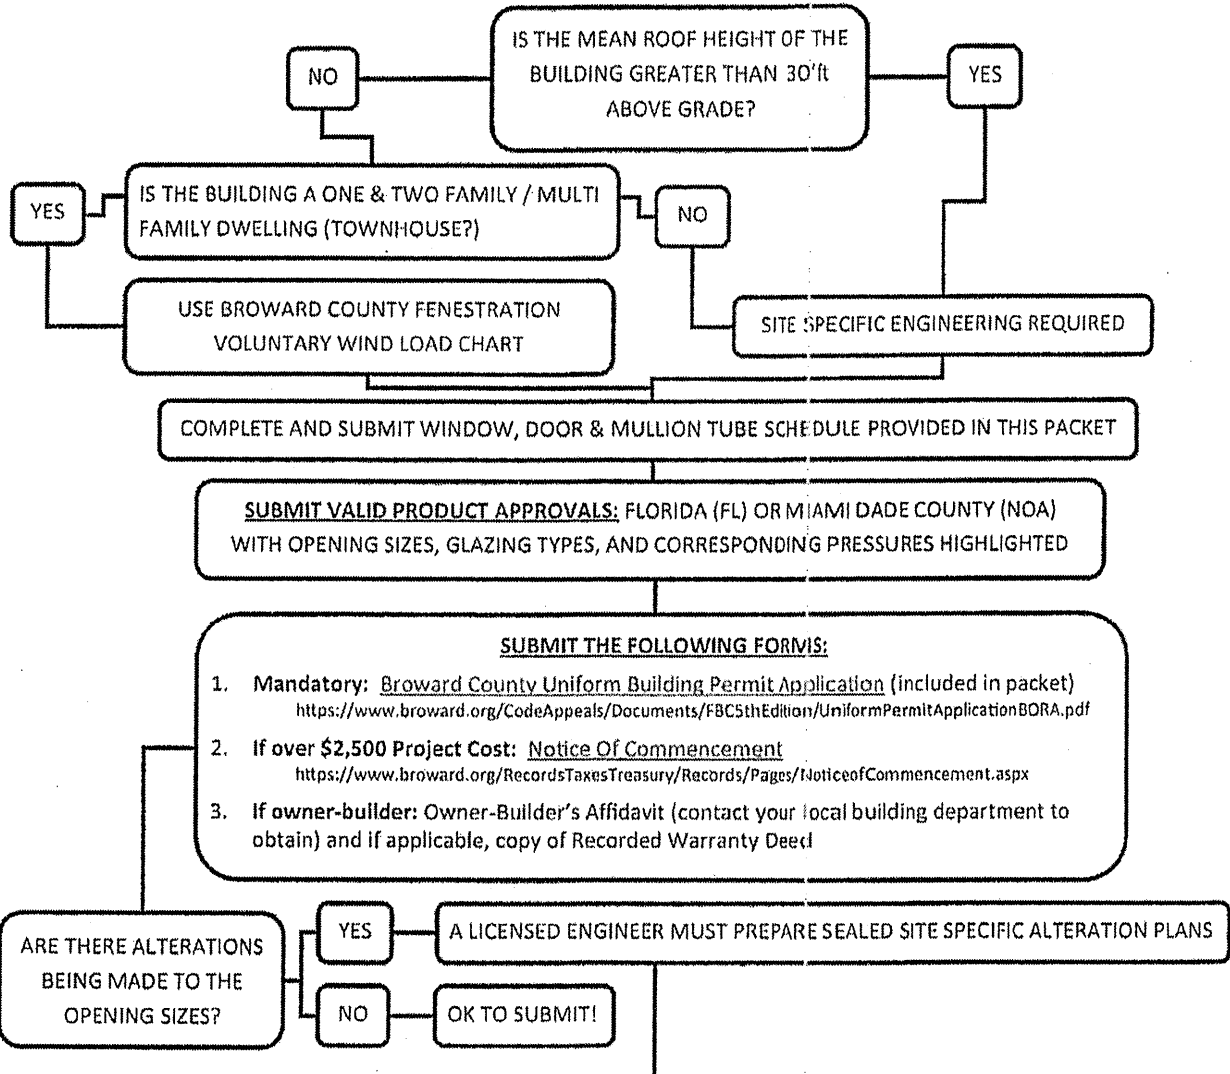 IS THE MEAN ROOF HEIGHT OF THE
BUILDING GREATER THAN 30'ft
ABOVE GRADE?
NO
YES
IS THE BUILDING A ONE & TWO FAMILY / MULTI
FAMILY DWELLING (TOWNHOUSE?)
YES
NO
USE BROWARD COUNTY FENESTRATION
VOLUNTARY WIND LOAD CHART
SITE SPECIFIC ENGINEERING REQUIRED
COMPLETE AND SUBMIT WINDOW, DOOR & MULLION TUBE SCHEDULE PROVIDED IN THIS PACKET
SUBMIT VALID PRODUCT APPROVALS: FLORIDA (FL) OR MIAMI DADE COUNTY (NOA)
WITH OPENING SIZES, GLAZING TYPES, AND CORRESPONDING PRESSURES HIGHLIGHTED
SUBMIT THE FOLLOWING FORMS:
1. Mandatory: Broward County Uniform Building Permit Application (included in packet)
https://www.broward.org/CodeAppeals/Documents/FBC5thEdition/UniformPermitApplicationBORA.pdf
2. If over $2,500 Project Cost: Notice Of Commencement
https://www.broward.org/RecordsTaxesTreasury/Records/Pages/NoticeofCommencement.aspx
3. If owner-builder: Owner-Builder's Affidavit (contact your local building department to
obtain) and if applicable, copy of Recorded Warranty Deed
ARE THERE ALTERATIONS
BEING MADE TO THE
OPENING SIZES?
YES
A LICENSED ENGINEER MUST PREPARE SEALED SITE SPECIFIC ALTERATION PLANS
NO
OK TO SUBMIT!